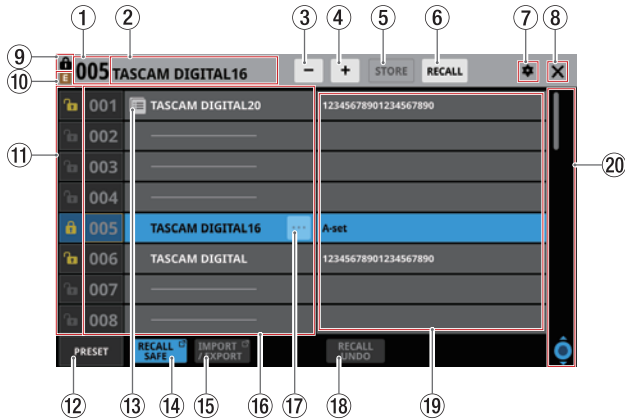 ① ② ③ ④ ⑤ ⑥ ⑦ ⑧
⑨ 005 TASCAM DIGITAL16 − + STORE RECALL
⑩ E
⑪ 001 TASCAM DIGITAL20 12345678901234567890
002
003
⑳
004
005 TASCAM DIGITAL16 ... A-set
006 TASCAM DIGITAL 12345678901234567890
007
008
PRESET RECALL SAFE IMPORT / EXPORT RECALL UNDO
⑫ ⑬ ⑭ ⑮ ⑯ ⑰ ⑱ ⑲